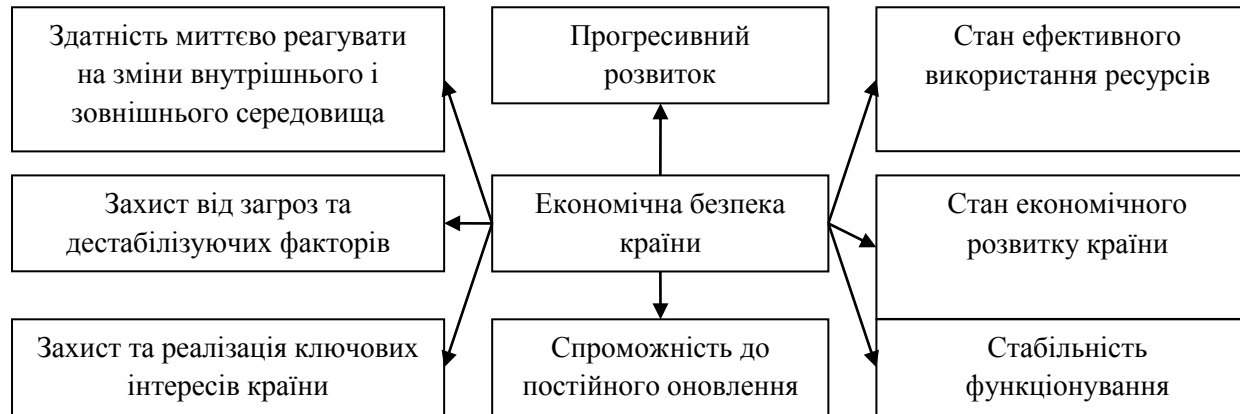 Здатність миттєво реагувати
на зміни внутрішнього і
зовнішнього середовища
Прогресивний
розвиток
Стан ефективного
використання ресурсів
Захист від загроз та
дестабілізуючих факторів
Економічна безпека
країни
Стан економічного
розвитку країни
Захист та реалізація ключових
інтересів країни
Спроможність до
постійного оновлення
Стабільність
функціонування